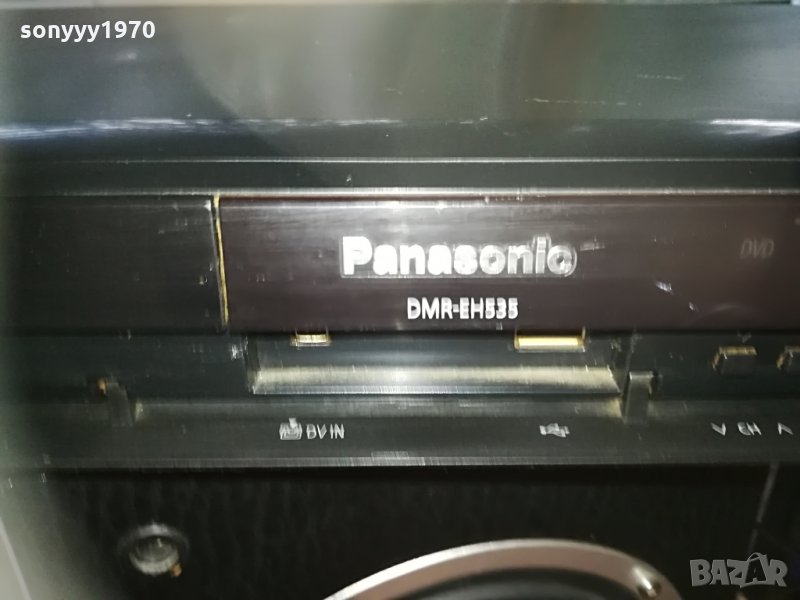 sonyyy1970
Panasonic
DVD
DMR-EH535
DV IN
CH
BAZAR